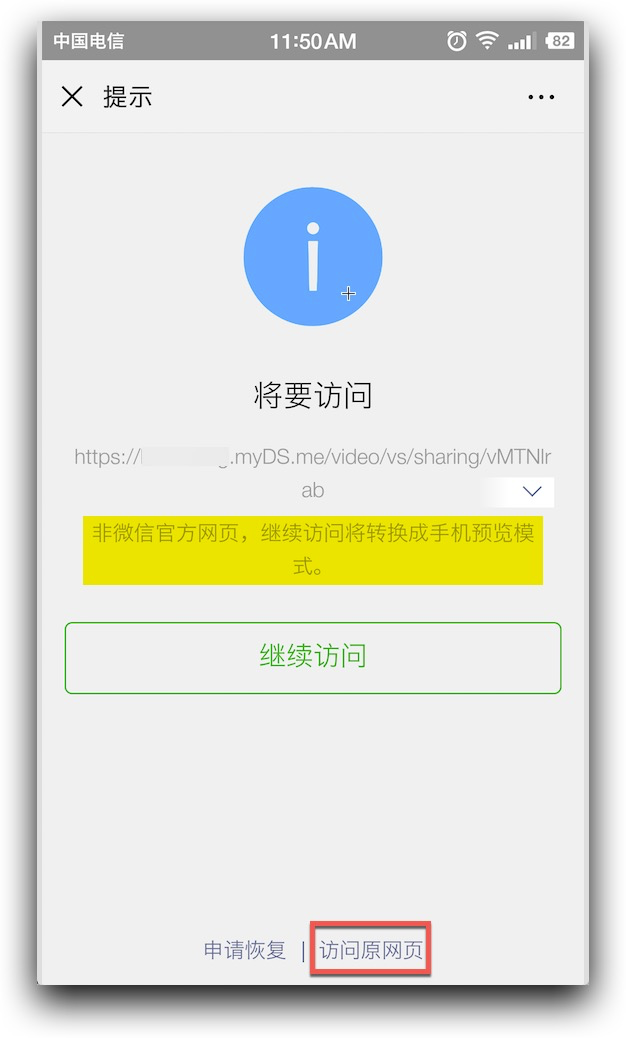 中国电信 11:50AM 82
提示
将要访问
https:// .myDS.me/video/vs/sharing/vMTNlr
ab
非微信官方网页，继续访问将转换成手机预览模
式。
继续访问
申请恢复 | 访问原网页